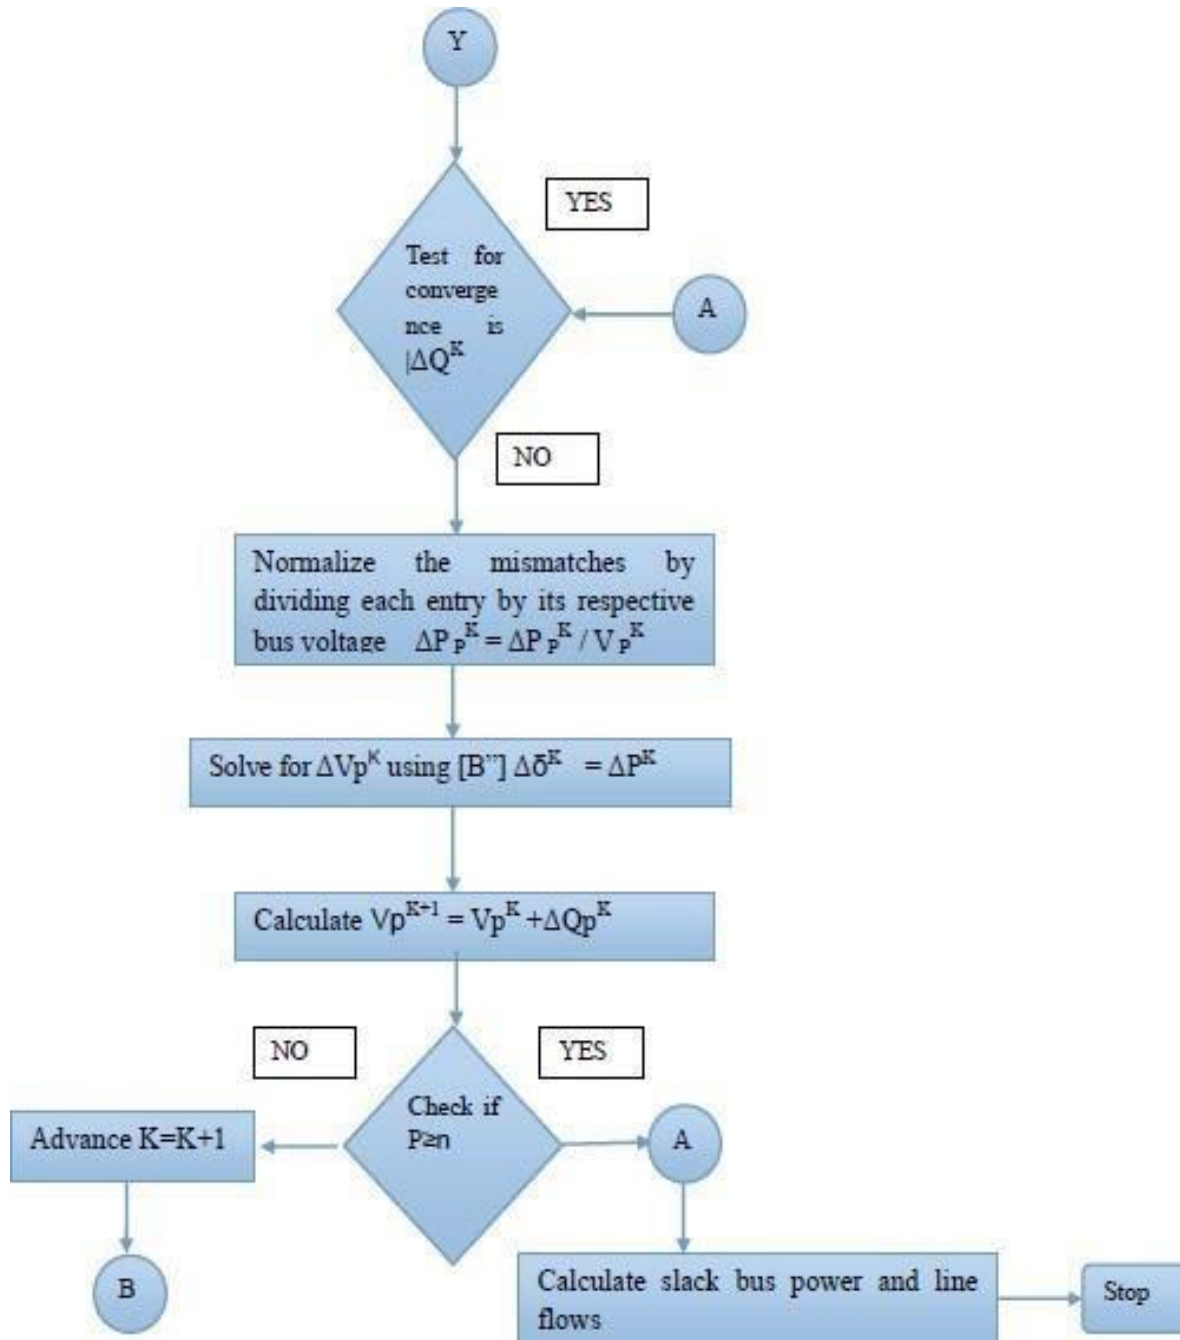 Y
YES
Test for
converge
nce is
|ΔQ^K
A
NO
Normalize the mismatches by
dividing each entry by its respective
bus voltage ΔP_P^K = ΔP_P^K / V_P^K
Solve for ΔVp^K using [B”] Δδ^K = ΔP^K
Calculate Vp^K+1 = Vp^K +ΔQp^K
NO
YES
Check if
P≥n
Advance K=K+1
A
B
Calculate slack bus power and line
flows
Stop